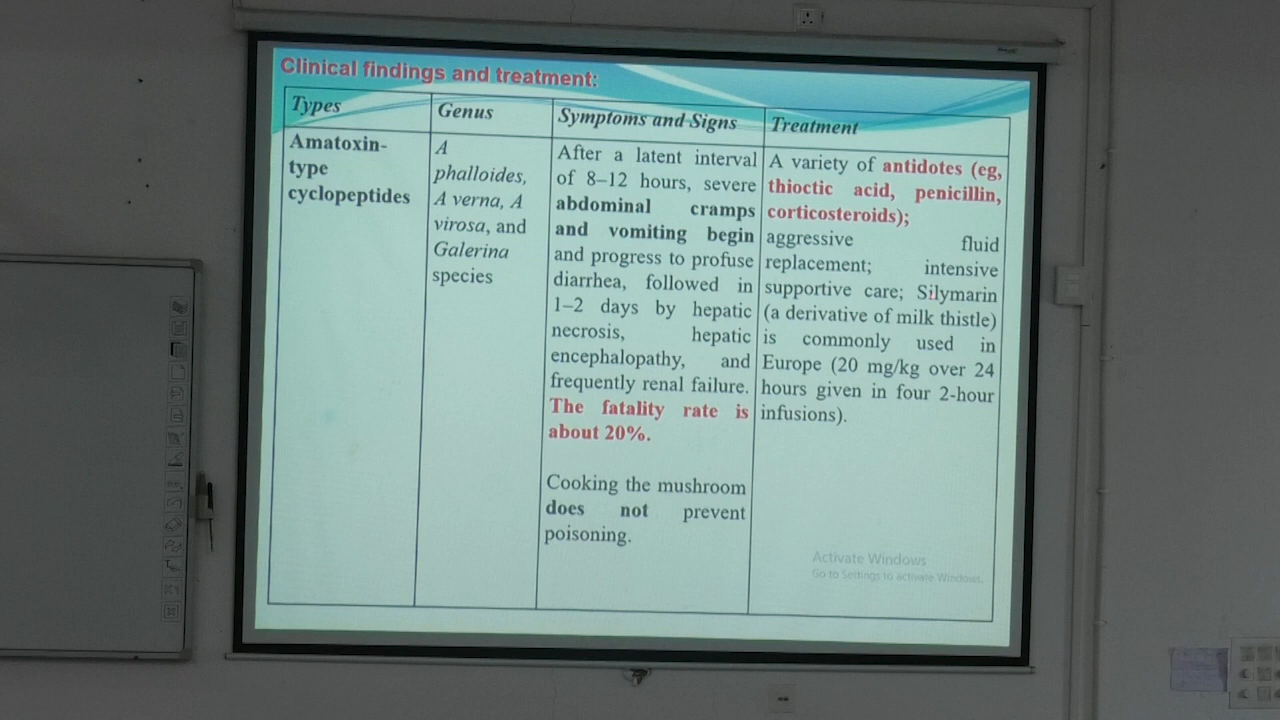 Clinical findings and treatment:
Types
Genus
Symptoms and Signs
Treatment
Amatoxin-
type
cyclopeptides
A
phalloides,
A verna, A
virosa, and
Galerina
species
After a latent interval
of 8–12 hours, severe
abdominal cramps
and vomiting begin
and progress to profuse
diarrhea, followed in
1–2 days by hepatic
necrosis, hepatic
encephalopathy, and
frequently renal failure.
The fatality rate is
about 20%.
Cooking the mushroom
does not prevent
poisoning.
A variety of antidotes (eg,
thioctic acid, penicillin,
corticosteroids);
aggressive fluid
replacement; intensive
supportive care; Silymarin
(a derivative of milk thistle)
is commonly used in
Europe (20 mg/kg over 24
hours given in four 2-hour
infusions).
Activate Windows
Go to Settings to activate Windows.